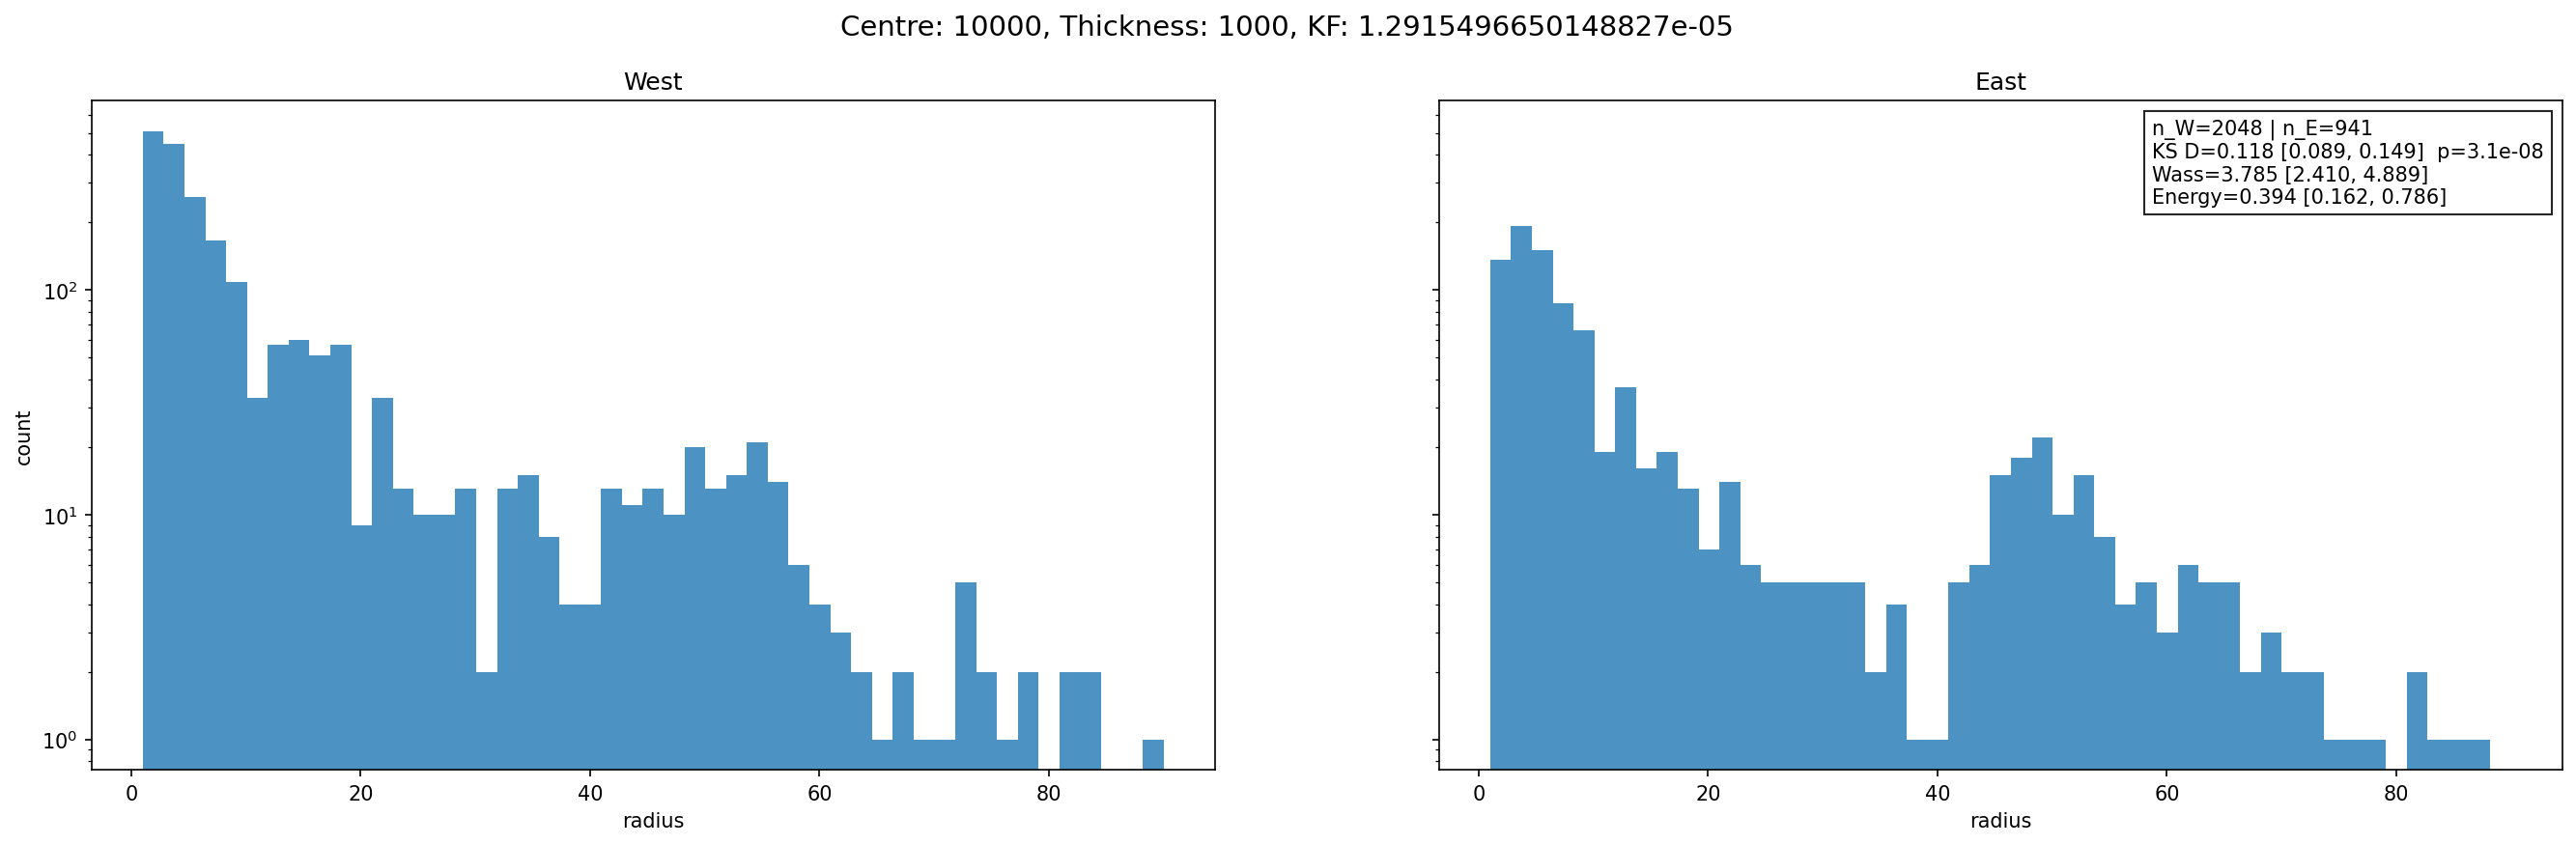 Centre: 10000, Thickness: 1000, KF: 1.2915496650148827e-05
West
count
10²
10¹
10⁰
0 20 40 60 80
radius
East
n_W=2048 | n_E=941
KS D=0.118 [0.089, 0.149]  p=3.1e-08
Wass=3.785 [2.410, 4.889]
Energy=0.394 [0.162, 0.786]
0 20 40 60 80
radius